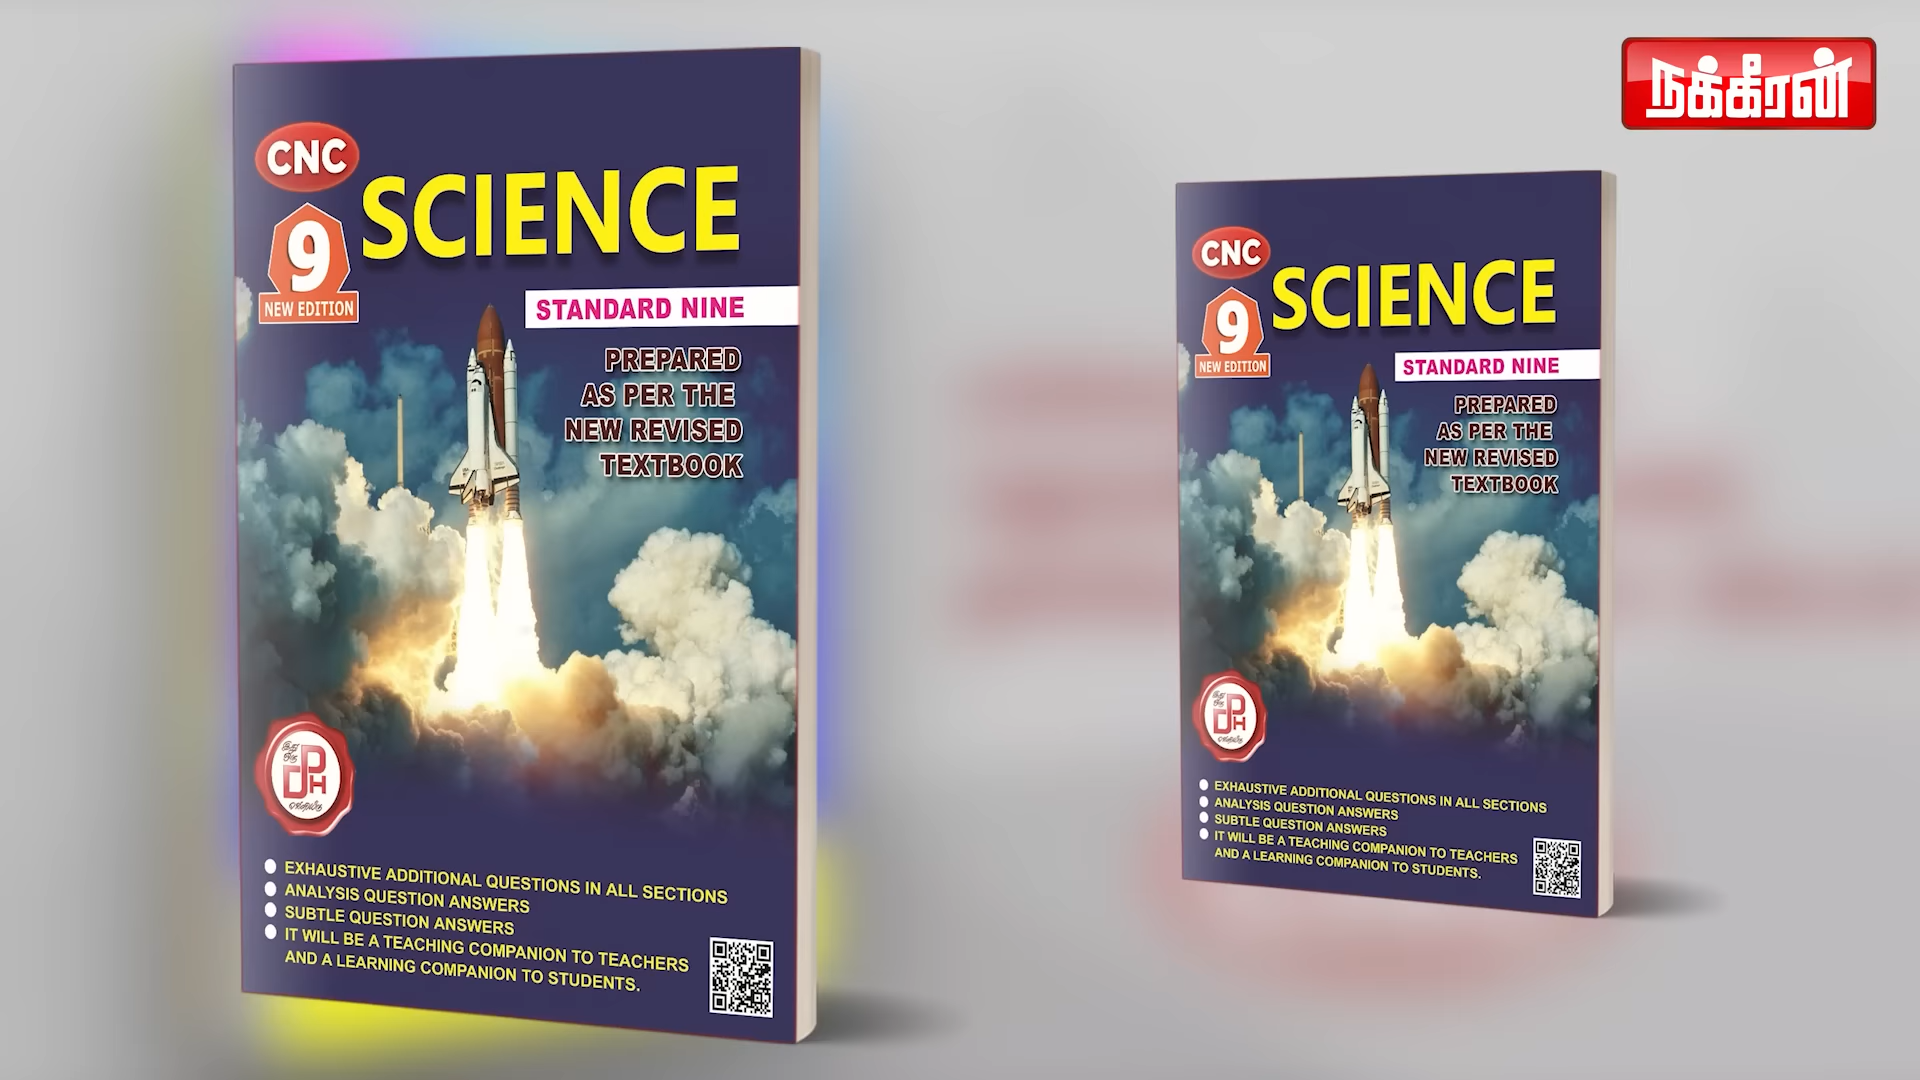 நக்கீரன்
CNC
SCIENCE
9
NEW EDITION
STANDARD NINE
PREPARED
AS PER THE
NEW REVISED
TEXTBOOK
இது
ஒரு
DPH
EXHAUSTIVE ADDITIONAL QUESTIONS IN ALL SECTIONS
ANALYSIS QUESTION ANSWERS
SUBTLE QUESTION ANSWERS
IT WILL BE A TEACHING COMPANION TO TEACHERS
AND A LEARNING COMPANION TO STUDENTS.
CNC
SCIENCE
9
NEW EDITION
STANDARD NINE
PREPARED
AS PER THE
NEW REVISED
TEXTBOOK
இது
ஒரு
DPH
EXHAUSTIVE ADDITIONAL QUESTIONS IN ALL SECTIONS
ANALYSIS QUESTION ANSWERS
SUBTLE QUESTION ANSWERS
IT WILL BE A TEACHING COMPANION TO TEACHERS
AND A LEARNING COMPANION TO STUDENTS.